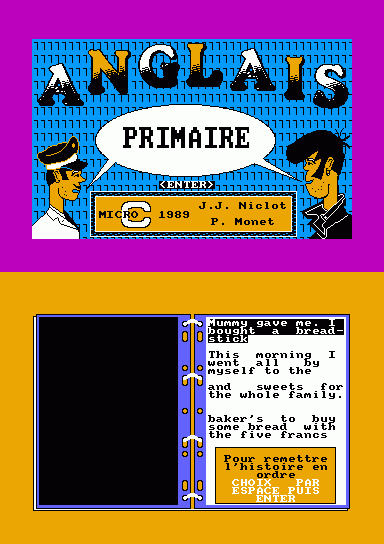 ANGLAIS
PRIMAIRE
<ENTER>
MICRO C 1989 J.J. Niclot
P. Monet
Mummy gave me. I
bought a bread-
stick
This morning I
went all by
myself to the
and sweets for
the whole family.
baker's to buy
some bread with
the five francs
Pour remettre
l'histoire en
ordre
CHOIX PAR
ESPACE PUIS
ENTER